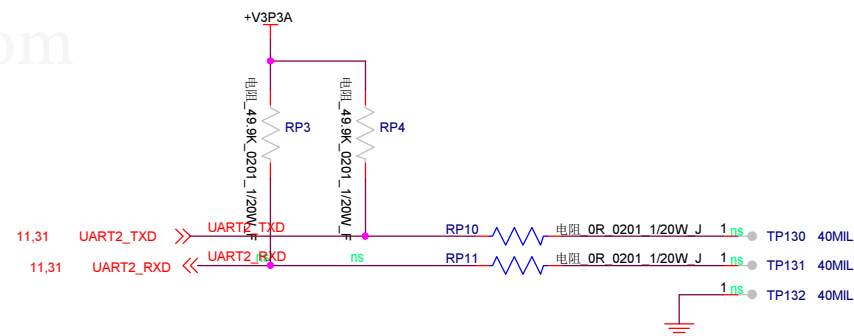 om
+V3P3A
电阻_49.9K_0201_1/20W_F
RP3
电阻_49.9K_0201_1/20W_F
RP4
11,31 UART2_TXD UART2_TXD RP10 电阻_0R_0201_1/20W_J 1 ns TP130 40MIL
11,31 UART2_RXD UART2_RXD ns ns RP11 电阻_0R_0201_1/20W_J 1 ns TP131 40MIL
1 ns TP132 40MIL